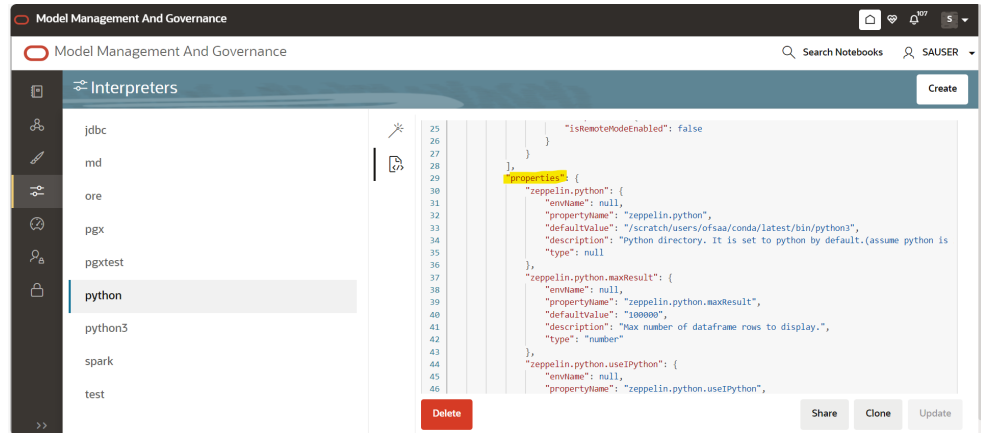 Model Management And Governance
107
S
Model Management And Governance
Search Notebooks
SAUSER
Interpreters
Create
jdbc
md
ore
pgx
pgxtest
python
python3
spark
test
25 "isRemoteModeEnabled": false
26 }
27 }
28 ],
29 "properties": {
30 "zeppelin.python": {
31 "envName": null,
32 "propertyName": "zeppelin.python",
33 "defaultValue": "/scratch/users/ofsaa/conda/latest/bin/python3",
34 "description": "Python directory. It is set to python by default.(assume python is
35 "type": null
36 },
37 "zeppelin.python.maxResult": {
38 "envName": null,
39 "propertyName": "zeppelin.python.maxResult",
40 "defaultValue": "100000",
41 "description": "Max number of dataframe rows to display.",
42 "type": "number"
43 },
44 "zeppelin.python.useIPython": {
45 "envName": null,
46 "propertyName": "zeppelin.python.useIPython",
Delete
Share
Clone
Update
>>